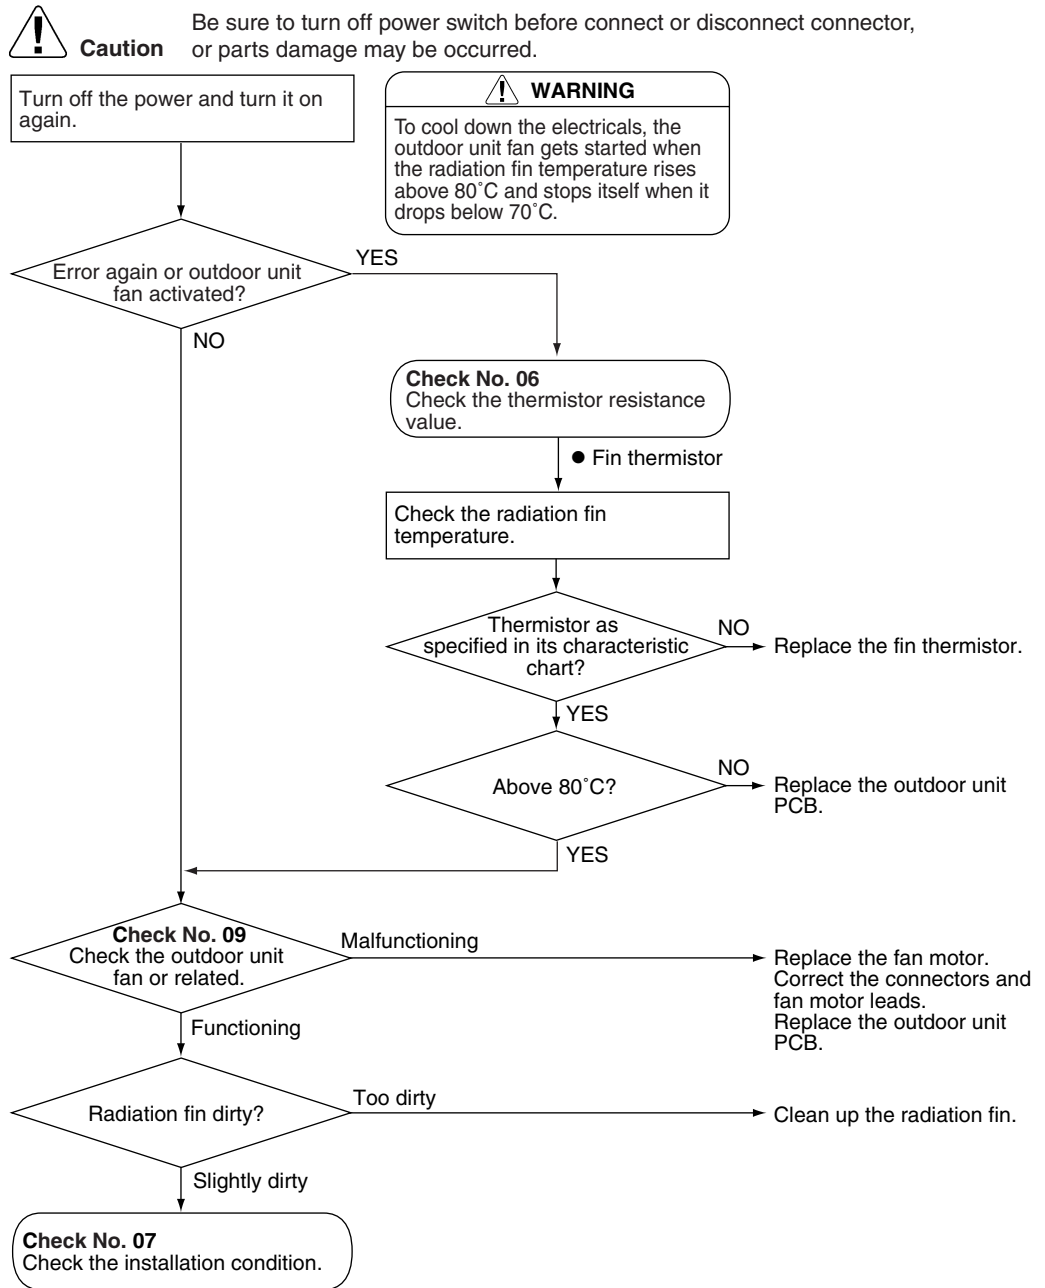 Be sure to turn off power switch before connect or disconnect connector,
Caution or parts damage may be occurred.
Turn off the power and turn it on
again.
WARNING
To cool down the electricals, the
outdoor unit fan gets started when
the radiation fin temperature rises
above 80˚C and stops itself when it
drops below 70˚C.
Error again or outdoor unit
fan activated?
YES
NO
Check No. 06
Check the thermistor resistance
value.
● Fin thermistor
Check the radiation fin
temperature.
Thermistor as
specified in its characteristic
chart?
NO
Replace the fin thermistor.
YES
Above 80˚C?
NO
Replace the outdoor unit
PCB.
YES
Check No. 09
Check the outdoor unit
fan or related.
Malfunctioning
Replace the fan motor.
Correct the connectors and
fan motor leads.
Replace the outdoor unit
PCB.
Functioning
Radiation fin dirty?
Too dirty
Clean up the radiation fin.
Slightly dirty
Check No. 07
Check the installation condition.